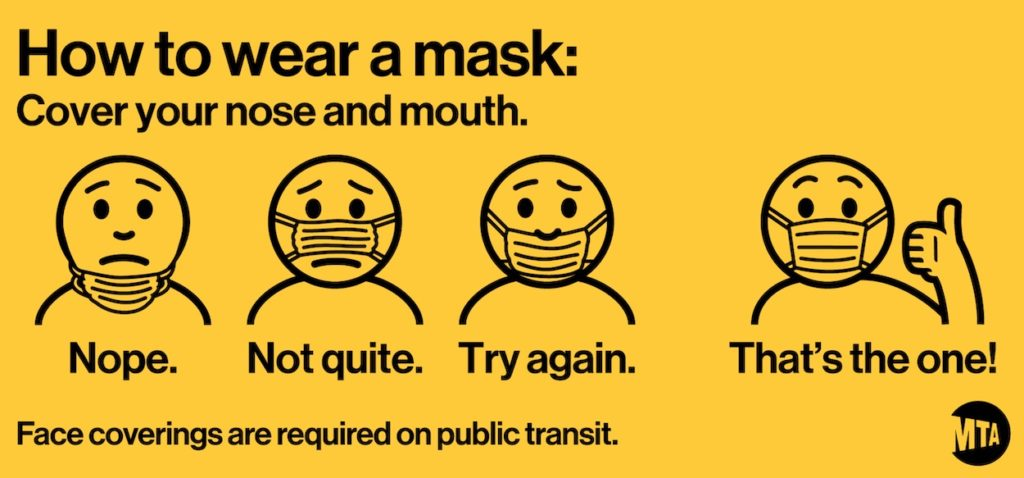 How to wear a mask:
Cover your nose and mouth.
Nope.
Not quite.
Try again.
That's the one!
Face coverings are required on public transit.
MTA